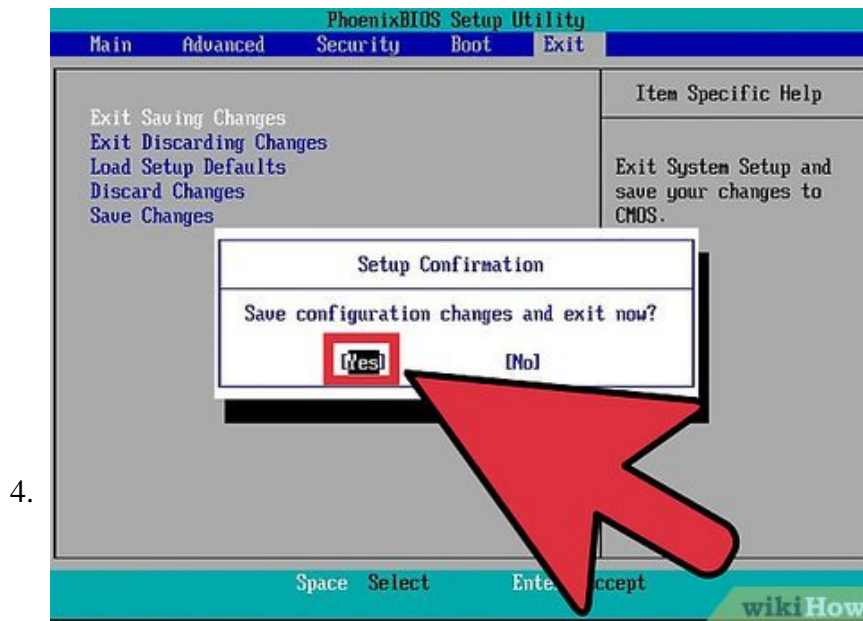 PhoenixBIOS Setup Utility
Main Advanced Security Boot Exit
Item Specific Help
Exit Saving Changes
Exit Discarding Changes
Load Setup Defaults
Discard Changes
Save Changes
Exit System Setup and
save your changes to
CMOS.
Setup Confirmation
Save configuration changes and exit now?
[Yes] [No]
4.
Space Select
wikiHow